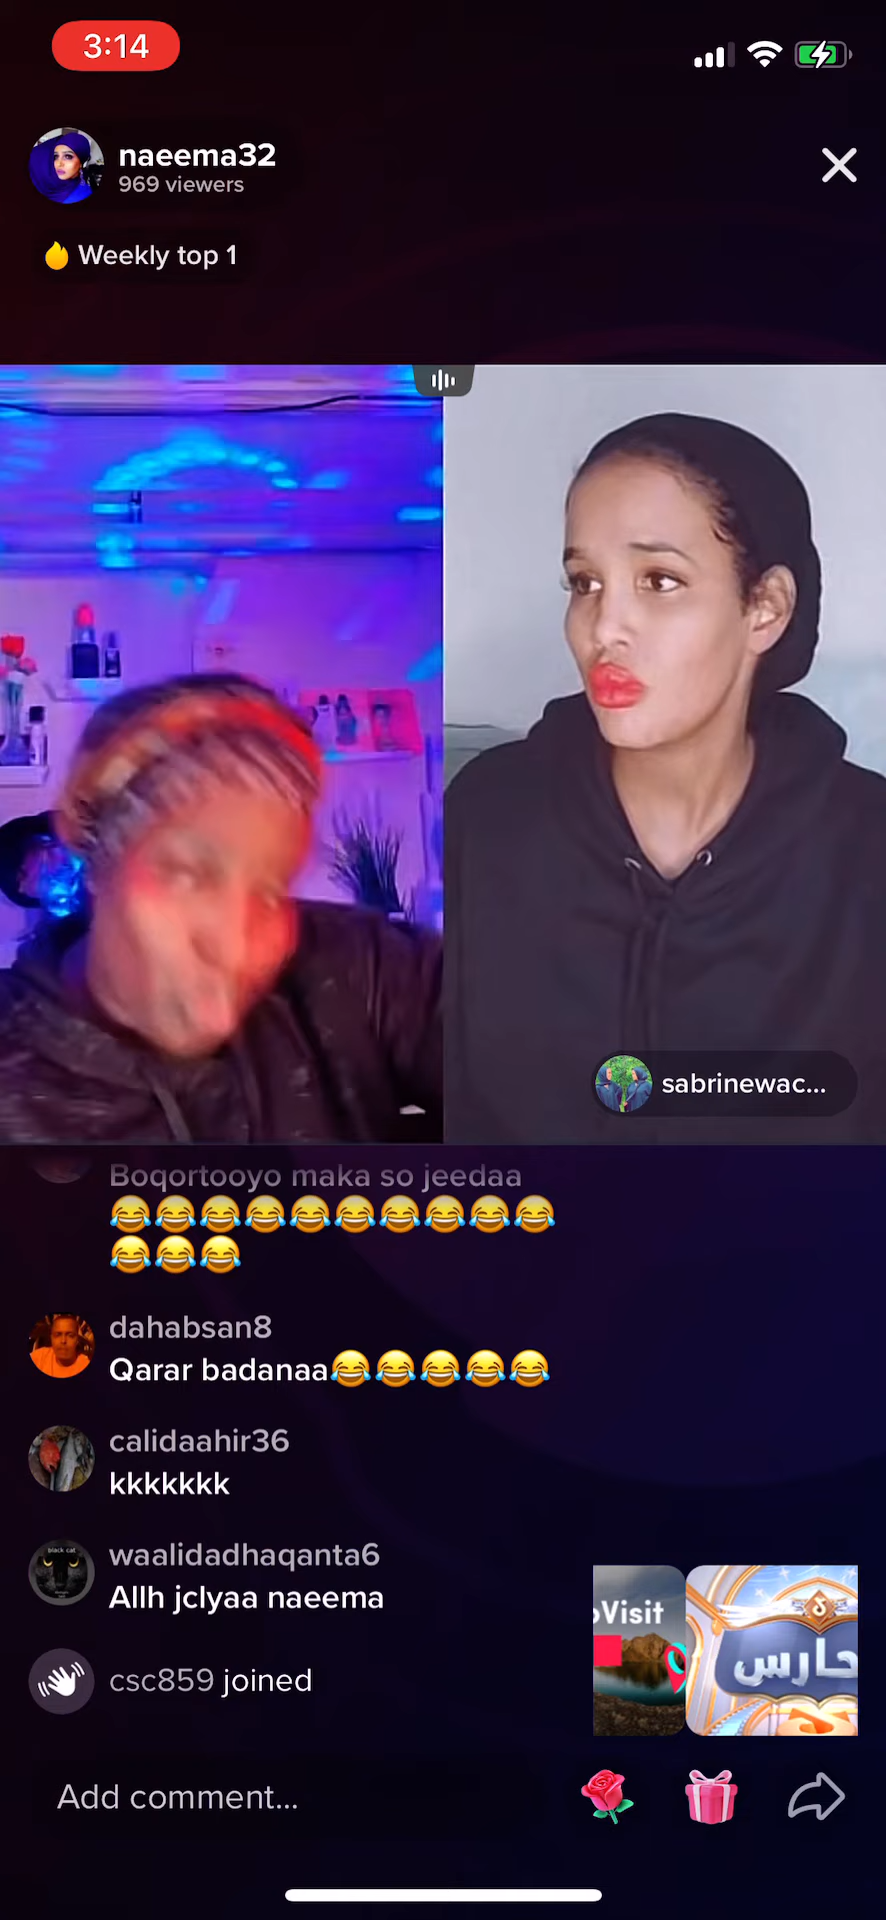 3:14
naeema32
969 viewers
Weekly top 1
sabrinewac...
Boqortooyo maka so jeedaa
😂😂😂😂😂😂😂😂😂😂
😂😂😂
dahabsan8
Qarar badanaa😂😂😂😂😂
calidaahir36
kkkkkkk
waalidadhaqanta6
Allh jclyaa naeema
csc859 joined
Visit
حارس
Add comment...